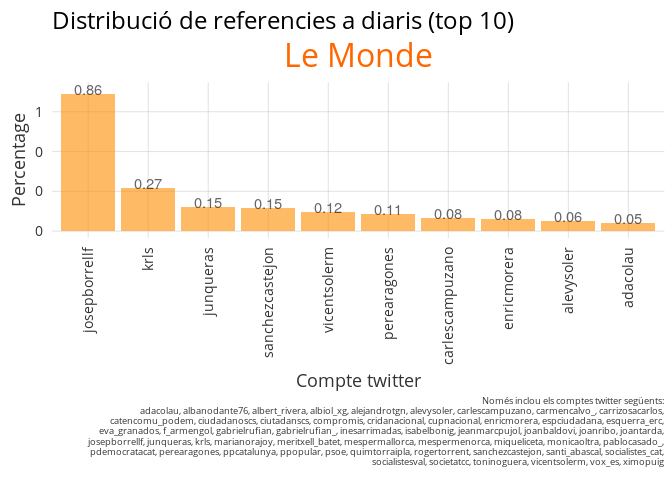 Distribució de referencies a diaris (top 10)
Le Monde
Percentage
1
0
0
0
0.86
0.27
0.15
0.15
0.12
0.11
0.08
0.08
0.06
0.05
josepborrellf
krls
junqueras
sanchezcastejon
vicentsolerm
perearagones
carlescampuzano
enricmorera
alevysoler
adacolau
Compte twitter
Només inclou els comptes twitter següents:
adacolau, albanodante76, albert_rivera, albiol_xg, alejandrotgn, alevysoler, carlescampuzano, carmencalvo_, carrizosacarlos,
catencomu_podem, ciudadanoscs, ciutadanscs, compromis, cridanacional, cupnacional, enricmorera, espciudadana, esquerra_erc,
eva_granados, f_armengol, gabrielrufian, gabrielrufian_, inesarrimadas, isabelbonig, jeanmarcpujol, joanbaldovi, joanribo, joantarda,
josepborrellf, junqueras, krls, marianorajoy, meritxell_batet, mespermallorca, mespermenorca, miqueliceta, monicaoltra, pablocasado_,
pdemocratacat, perearagones, ppcatalunya, ppopular, psoe, quimtorraipla, rogertorrent, sanchezcastejon, santi_abascal, socialistes_cat,
socialistesval, societatcc, toninoguera, vicentsolerm, vox_es, ximopuig